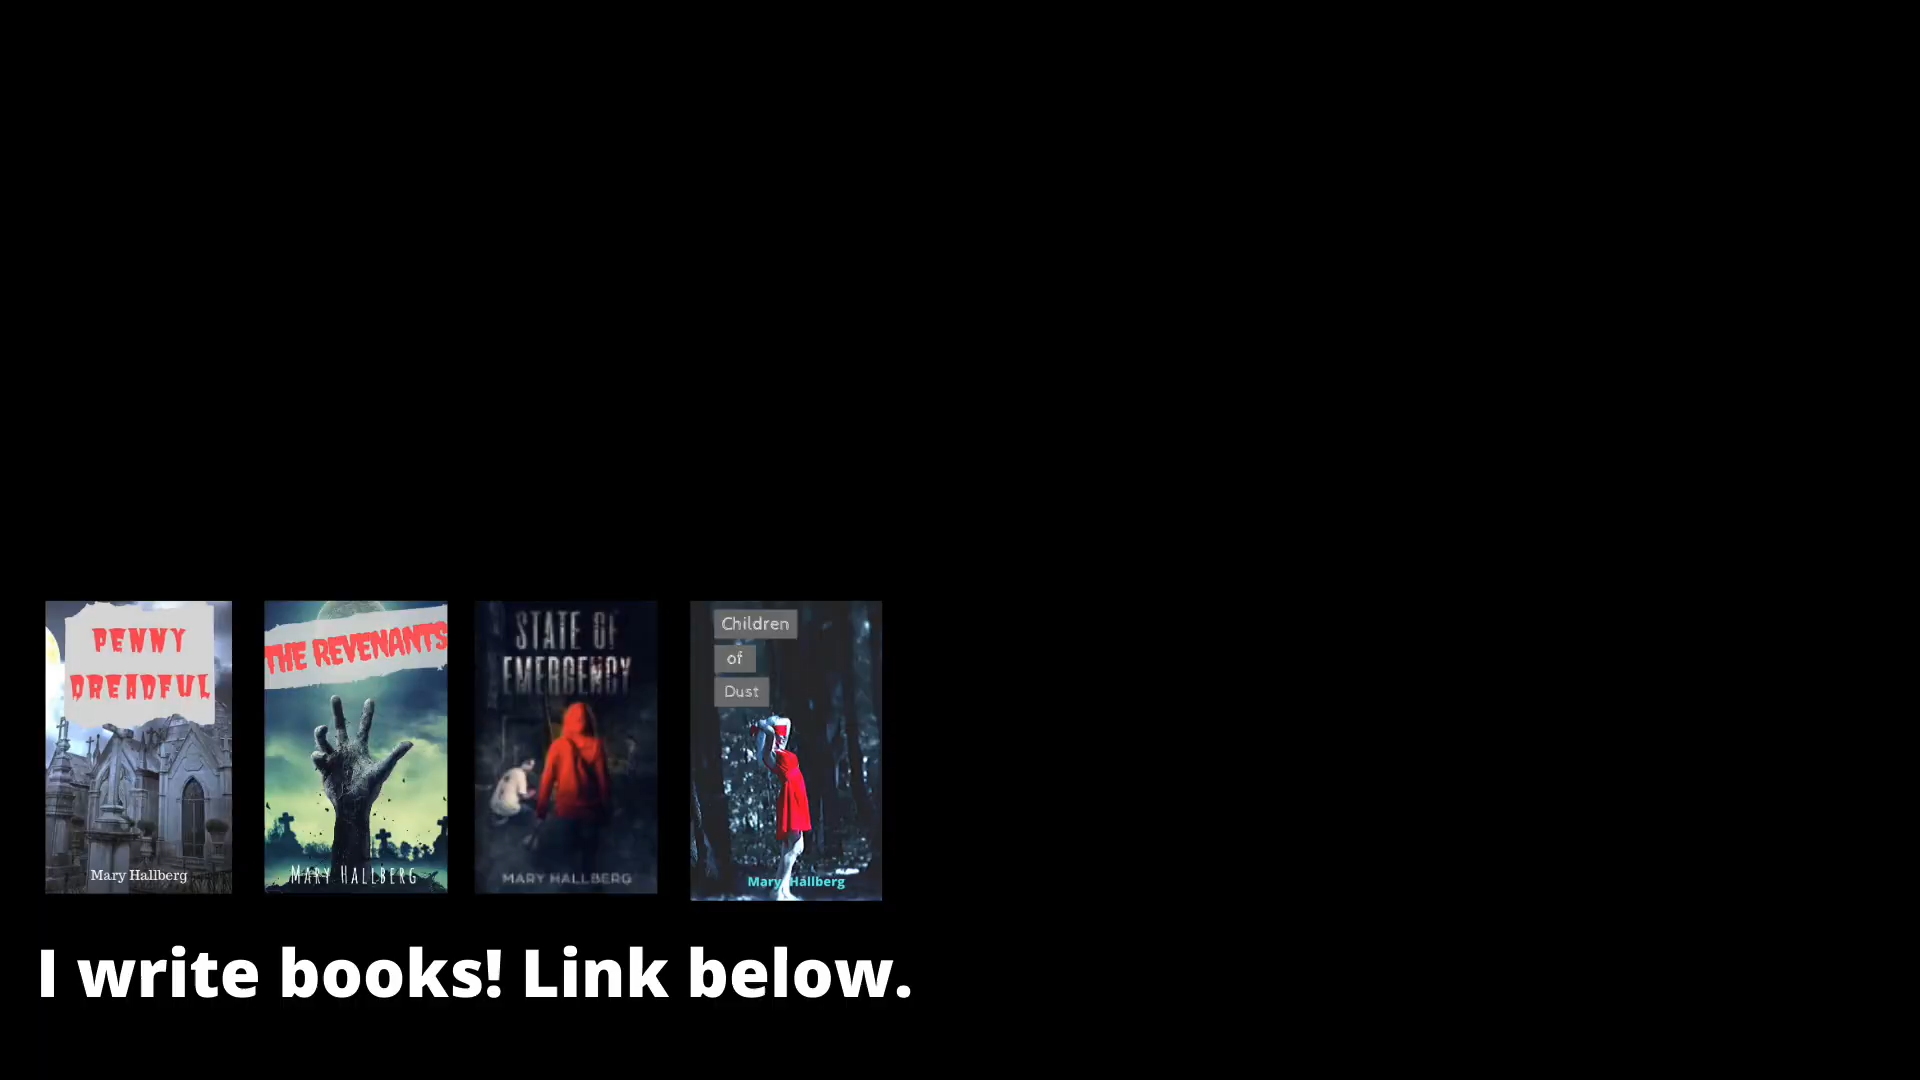 PENNY
DREADFUL
Mary Hallberg
THE REVENANTS
MARY HALLBERG
STATE OF
EMERGENCY
MARY HALLBERG
Children
of
Dust
Mary Hallberg
I write books! Link below.